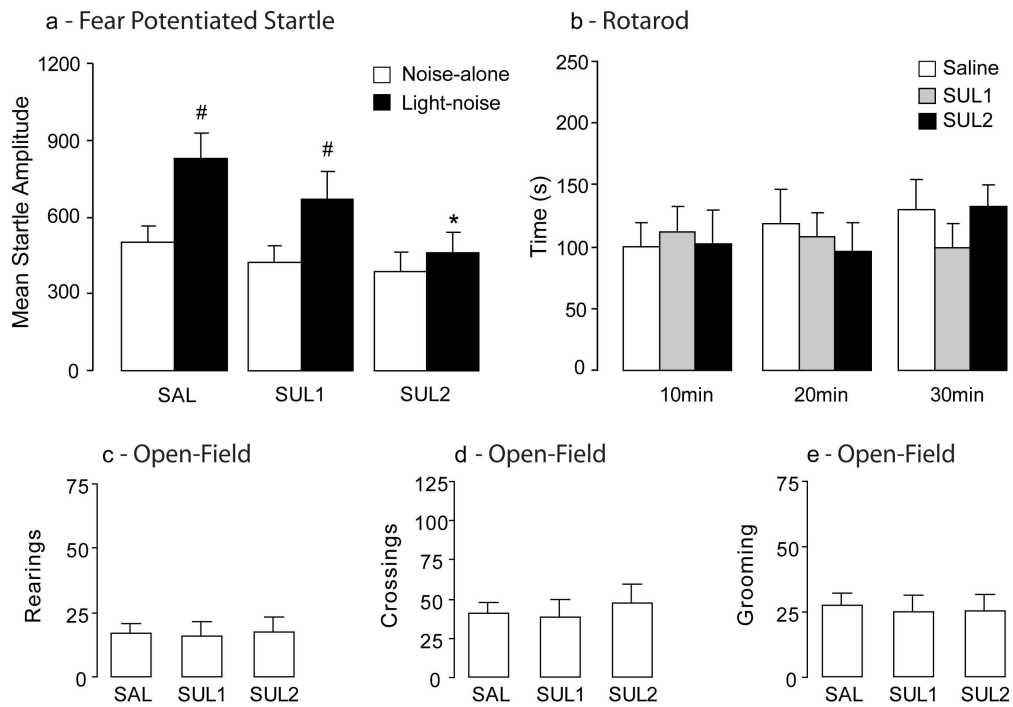 a - Fear Potentiated Startle
Mean Startle Amplitude
1200
900
600
300
0
Noise-alone
Light-noise
#
#
*
SAL
SUL1
SUL2
b - Rotarod
Time (s)
250
200
150
100
50
0
Saline
SUL1
SUL2
10min
20min
30min
c - Open-Field
Rearings
75
50
25
0
SAL
SUL1
SUL2
d - Open-Field
Crossings
125
100
75
50
25
0
SAL
SUL1
SUL2
e - Open-Field
Grooming
75
50
25
0
SAL
SUL1
SUL2